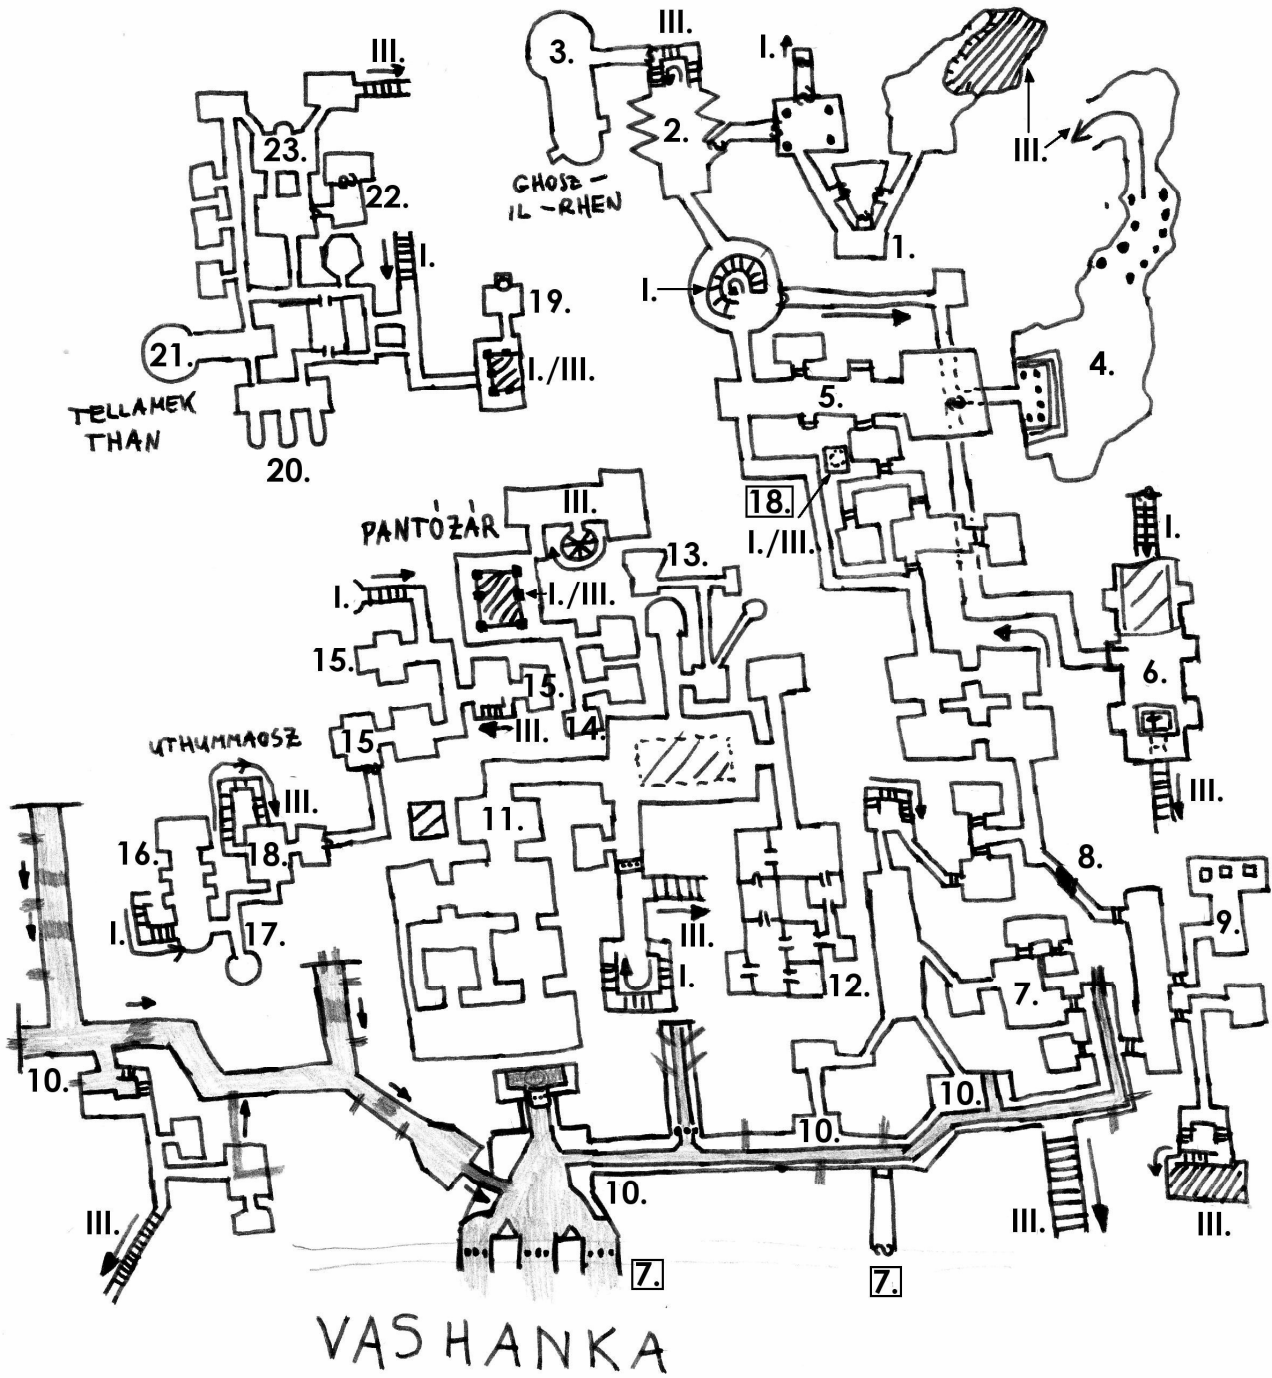 III.
III.
3.
I.
2.
III.
III.
23.
22.
GHOSZ-
IL-RHEN
1.
I.
I.
19.
21.
I./III.
4.
5.
TELLAMEK
THAN
20.
18.
I./III.
III.
PANTÓZÁR
13.
I.
I.
I./III.
15.
6.
15.
14.
III.
15.
UTHUMMAOSZ
III.
III.
11.
16.
18.
8.
9.
I.
17.
III.
I.
12.
7.
10.
10.
10.
10.
III.
III.
III.
7.
7.
VASHANKA